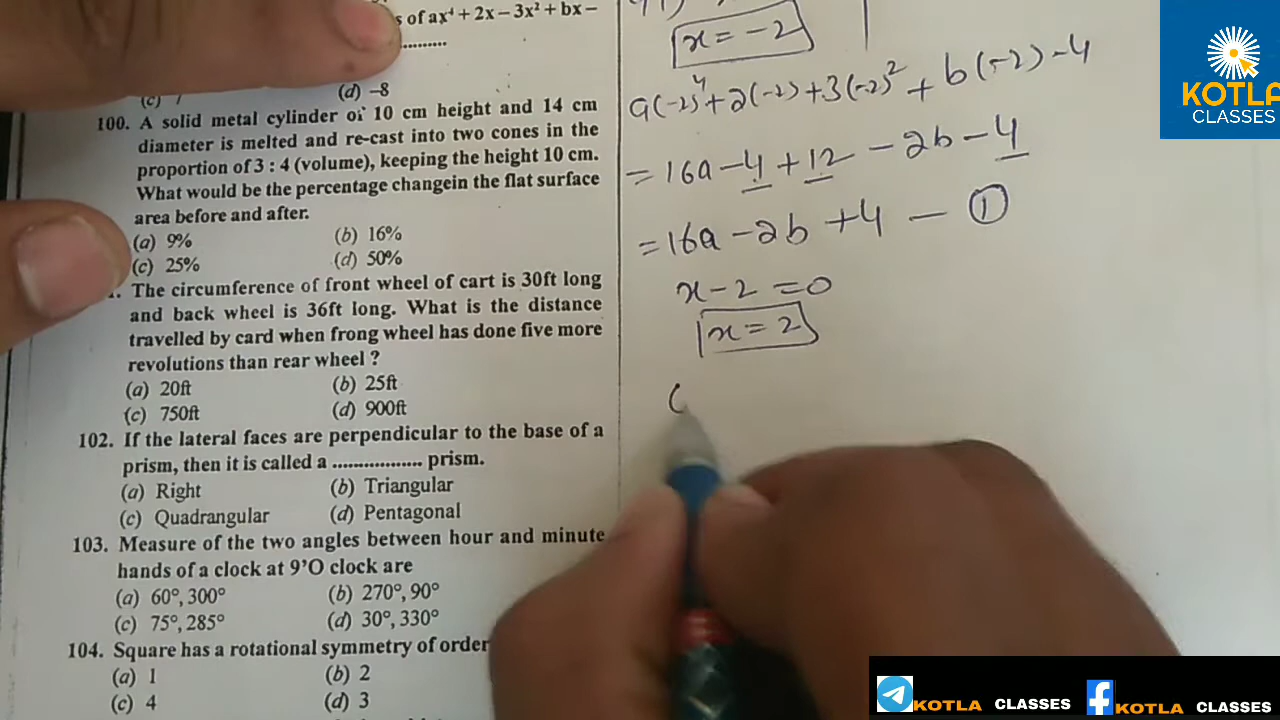 s of ax⁴ + 2x – 3x² + bx –
..........
(d) –8
100. A solid metal cylinder of 10 cm height and 14 cm
diameter is melted and re-cast into two cones in the
proportion of 3 : 4 (volume), keeping the height 10 cm.
What would be the percentage changein the flat surface
area before and after.
(a) 9% (b) 16%
(c) 25% (d) 50%
The circumference of front wheel of cart is 30ft long
and back wheel is 36ft long. What is the distance
travelled by card when frong wheel has done five more
revolutions than rear wheel ?
(a) 20ft (b) 25ft
(c) 750ft (d) 900ft
102. If the lateral faces are perpendicular to the base of a
prism, then it is called a .................. prism.
(a) Right (b) Triangular
(c) Quadrangular (d) Pentagonal
103. Measure of the two angles between hour and minute
hands of a clock at 9'O clock are
(a) 60°, 300° (b) 270°, 90°
(c) 75°, 285° (d) 30°, 330°
104. Square has a rotational symmetry of order
(a) 1 (b) 2
(c) 4 (d) 3
x = -2
a(-2)⁴ + 2(-2) + 3(-2)² + b(-2) - 4
= 16a - 4 + 12 - 2b - 4
= 16a - 2b + 4 — ①
x - 2 = 0
x = 2
KOTLA
CLASSES
KOTLA CLASSES
KOTLA CLASSES